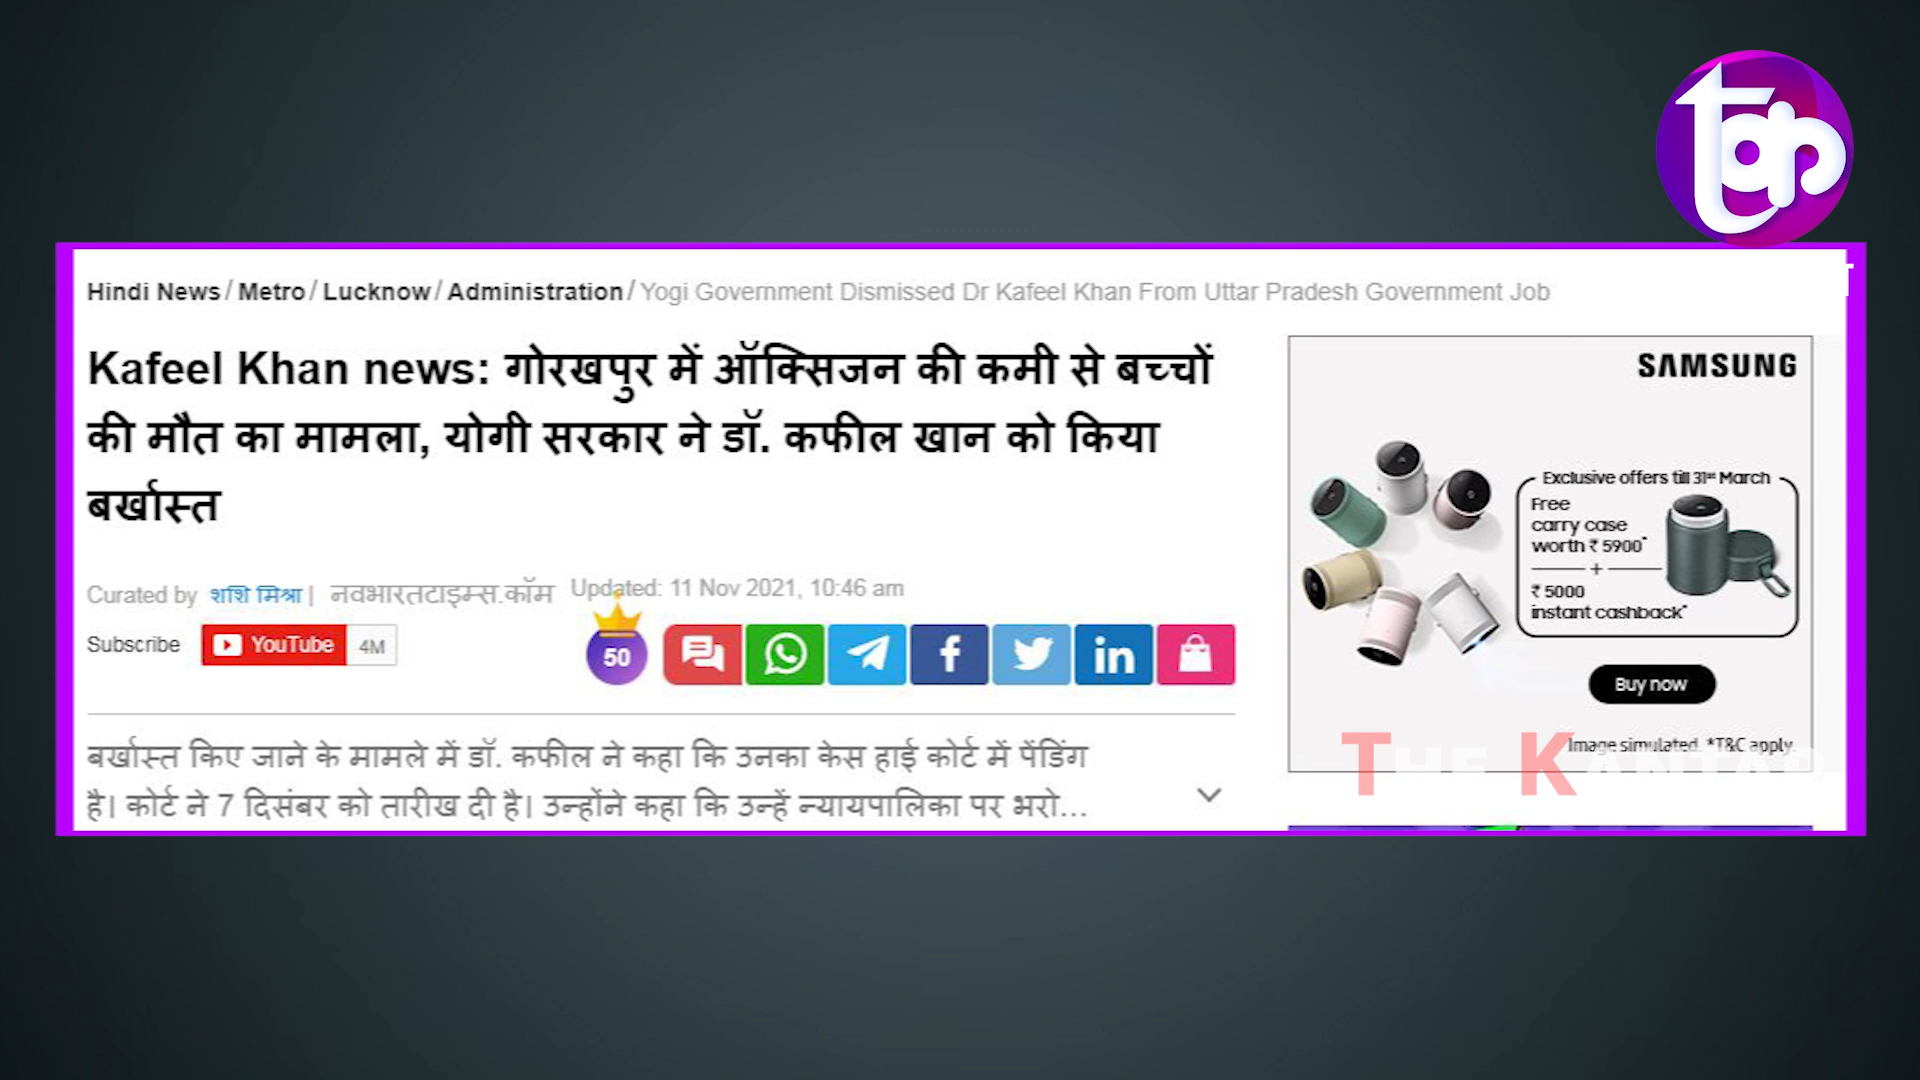 Hindi News/ Metro/ Lucknow/ Administration/ Yogi Government Dismissed Dr Kafeel Khan From Uttar Pradesh Government Job
Kafeel Khan news: गोरखपुर में ऑक्सिजन की कमी से बच्चों
की मौत का मामला, योगी सरकार ने डॉ. कफील खान को किया
बर्खास्त
Curated by शशि मिश्रा | नवभारतटाइम्स.कॉम Updated: 11 Nov 2021, 10:46 am
Subscribe YouTube 4M
50
बर्खास्त किए जाने के मामले में डॉ. कफील ने कहा कि उनका केस हाई कोर्ट में पेंडिंग
है। कोर्ट ने 7 दिसंबर को तारीख दी है। उन्होंने कहा कि उन्हें न्यायपालिका पर भरो...
SAMSUNG
Exclusive offers till 31st March
Free
carry case
worth ₹ 5900*
+
₹ 5000
instant cashback*
Buy now
Image simulated. *T&C apply.
THE KANTAP